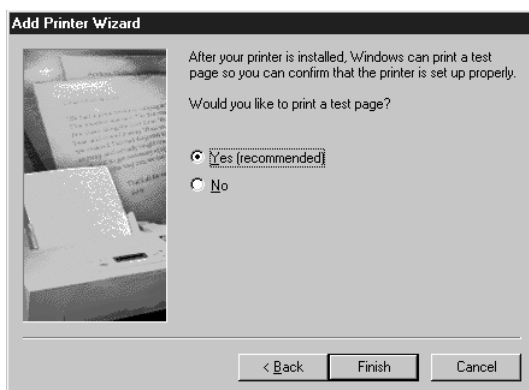 Add Printer Wizard
After your printer is installed, Windows can print a test
page so you can confirm that the printer is set up properly.
Would you like to print a test page?
Yes (recommended)
No
< Back
Finish
Cancel